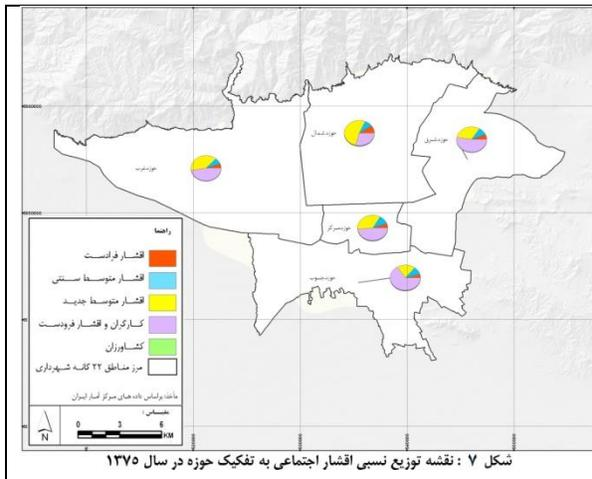 حوزه شمال
حوزه شرق
حوزه غرب
حوزه مرکز
حوزه جنوب
راهنما
اقشار فرادست
اقشار متوسط سنتی
اقشار متوسط جدید
کارگران و اقشار فرودست
کشاورزان
مرز مناطق ۲۲ گانه شهرداری
مأخذ: براساس داده های مرکز آمار ایران
مقیاس:
0 3 6
KM
N
شکل ۷ : نقشه توزیع نسبی اقشار اجتماعی به تفکیک حوزه در سال ۱۳۷۵